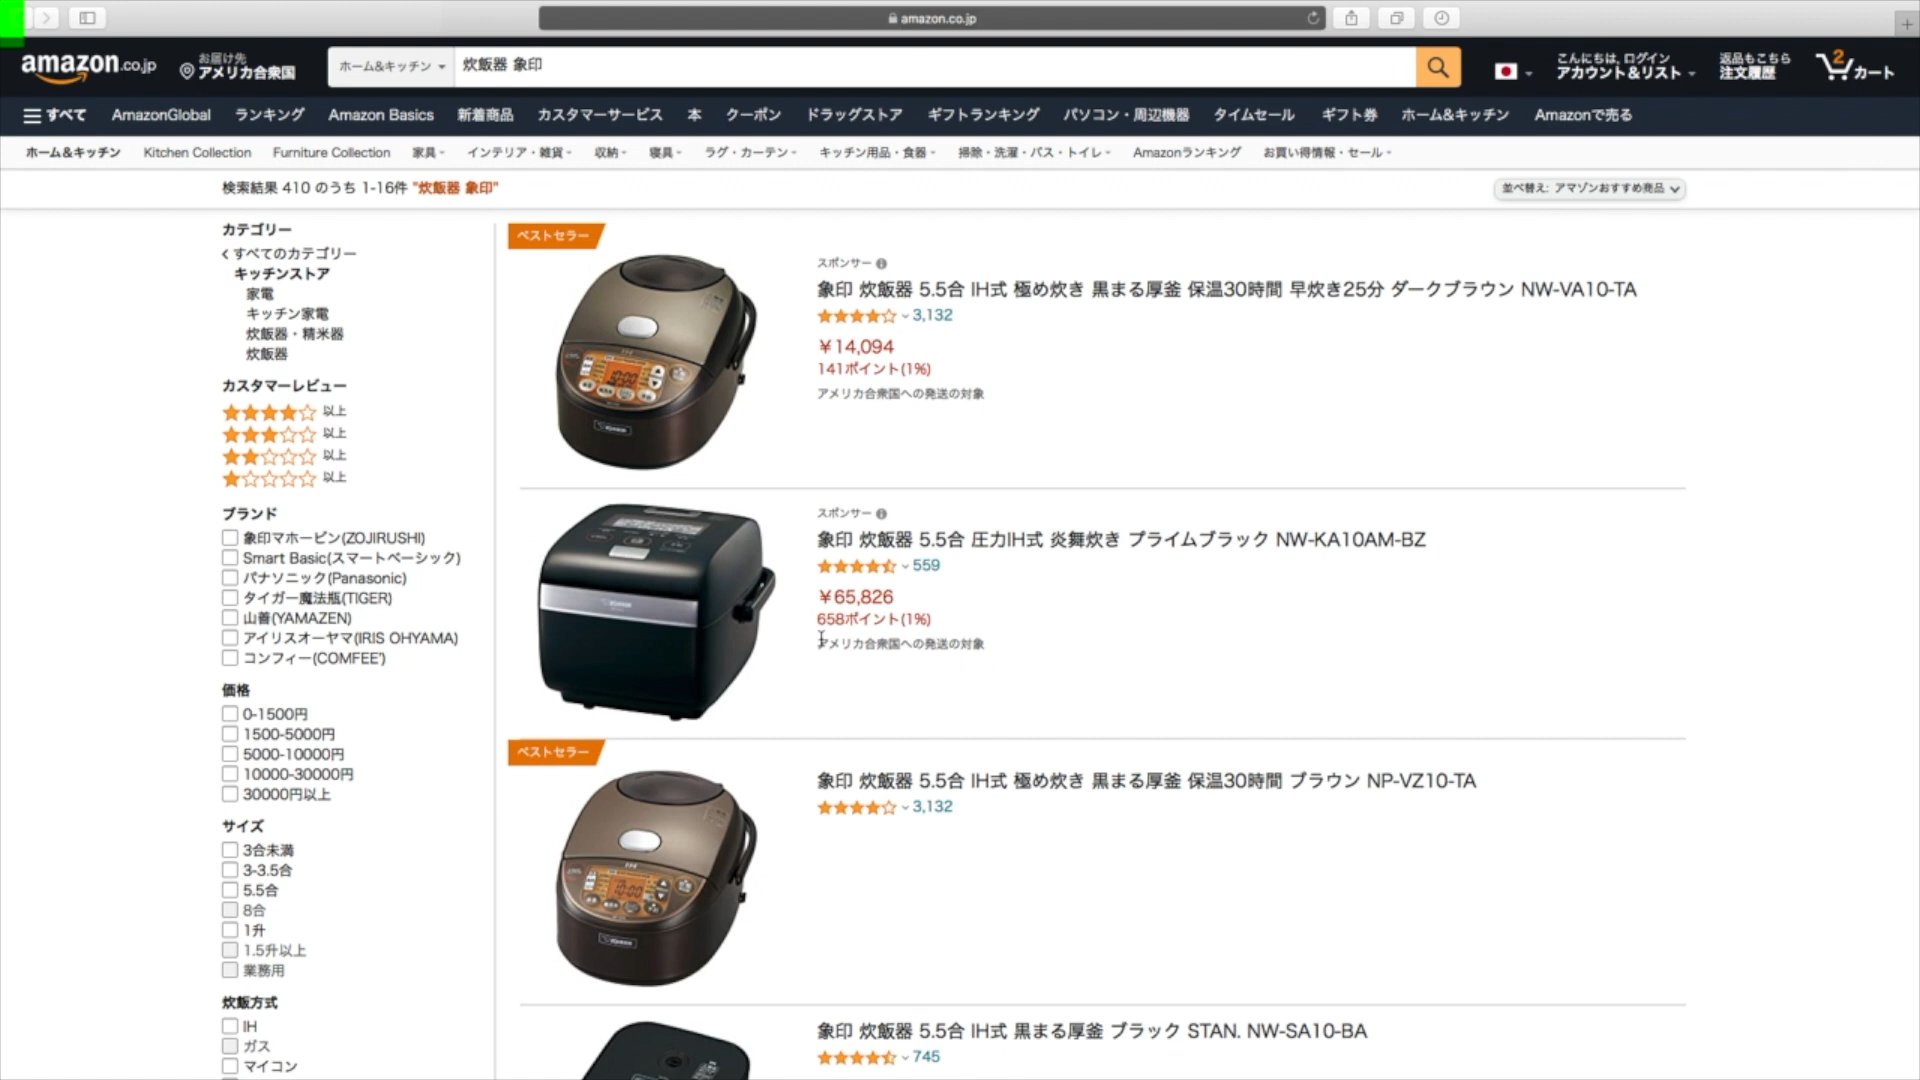 amazon.co.jp
amazon.co.jp
お届け先
アメリカ合衆国
ホーム&キッチン
炊飯器 象印
こんにちは, ログイン
アカウント&リスト
返品もこちら
注文履歴
2
カート
すべて
AmazonGlobal
ランキング
Amazon Basics
新着商品
カスタマーサービス
本
クーポン
ドラッグストア
ギフトランキング
パソコン・周辺機器
タイムセール
ギフト券
ホーム&キッチン
Amazonで売る
ホーム&キッチン
Kitchen Collection
Furniture Collection
家具
インテリア・雑貨
収納
寝具
ラグ・カーテン
キッチン用品・食器
掃除・洗濯・バス・トイレ
Amazonランキング
お買い得情報・セール
検索結果 410 のうち 1-16件 "炊飯器 象印"
並べ替え: アマゾンおすすめ商品
カテゴリー
すべてのカテゴリー
キッチンストア
家電
キッチン家電
炊飯器・精米器
炊飯器
カスタマーレビュー
以上
以上
以上
以上
ブランド
象印マホービン(ZOJIRUSHI)
Smart Basic(スマートベーシック)
パナソニック(Panasonic)
タイガー魔法瓶(TIGER)
山善(YAMAZEN)
アイリスオーヤマ(IRIS OHYAMA)
コンフィー(COMFEE')
価格
0-1500円
1500-5000円
5000-10000円
10000-30000円
30000円以上
サイズ
3合未満
3-3.5合
5.5合
8合
1升
1.5升以上
業務用
炊飯方式
IH
ガス
マイコン
ベストセラー
スポンサー
象印 炊飯器 5.5合 IH式 極め炊き 黒まる厚釜 保温30時間 早炊き25分 ダークブラウン NW-VA10-TA
3,132
￥14,094
141ポイント(1%)
アメリカ合衆国への発送の対象
スポンサー
象印 炊飯器 5.5合 圧力IH式 炎舞炊き プライムブラック NW-KA10AM-BZ
559
￥65,826
658ポイント(1%)
アメリカ合衆国への発送の対象
ベストセラー
象印 炊飯器 5.5合 IH式 極め炊き 黒まる厚釜 保温30時間 ブラウン NP-VZ10-TA
3,132
象印 炊飯器 5.5合 IH式 黒まる厚釜 ブラック STAN. NW-SA10-BA
745